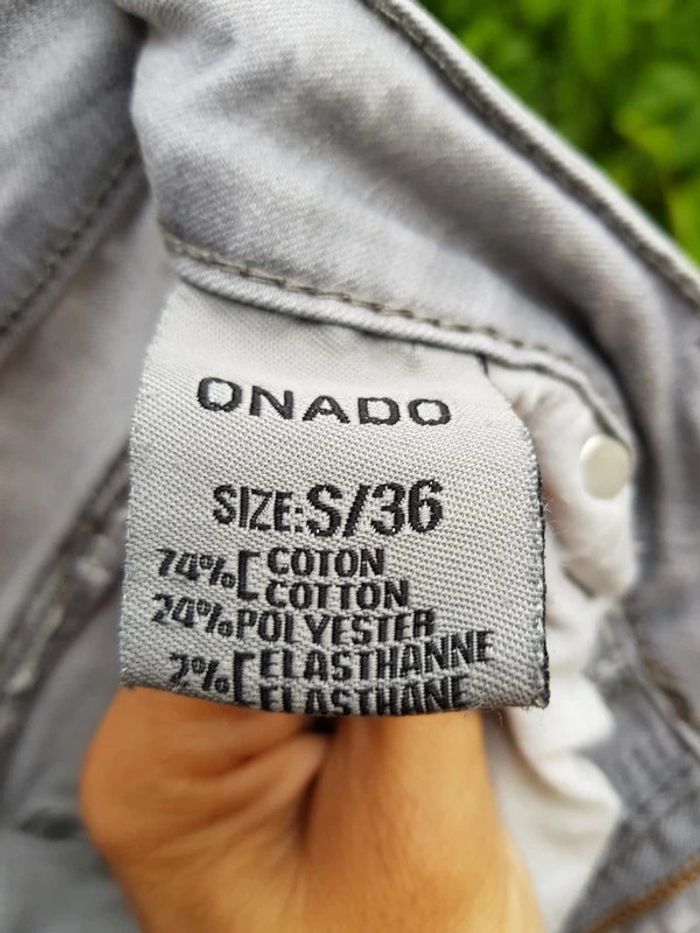 ONADO
SIZE:S/36
74%[COTON
COTTON
24%POLYESTER
2%[ELASTHANNE
ELASTHANE